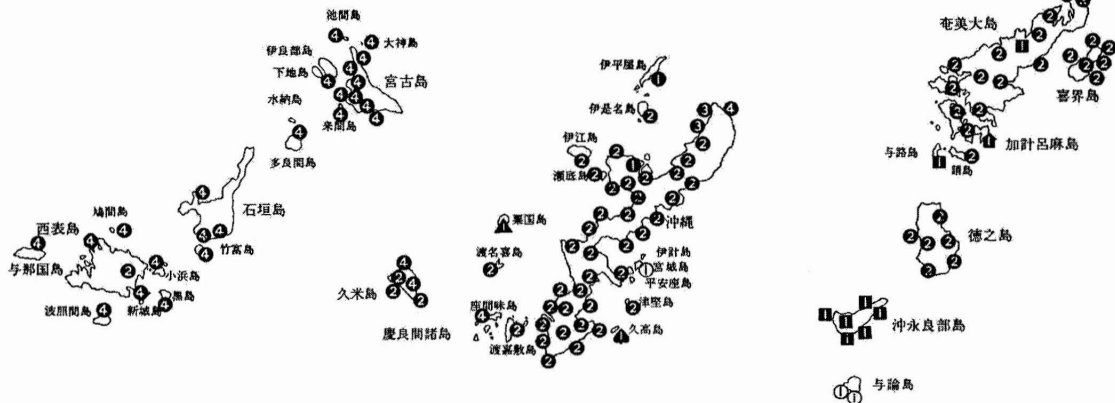 池間島
大神島
伊良部島
下地島
宮古島
水納島
来間島
多良間島
石垣島
鳩間島
西表島
竹富島
与那国島
小浜島
黒島
新城島
波照間島
伊平屋島
伊是名島
伊江島
瀬底島
沖縄
粟国島
渡名喜島
久米島
伊計島
宮城島
平安座島
津堅島
久高島
座間味島
慶良間諸島
渡嘉敷島
奄美大島
喜界島
加計呂麻島
与路島
徳之島
沖永良部島
与論島